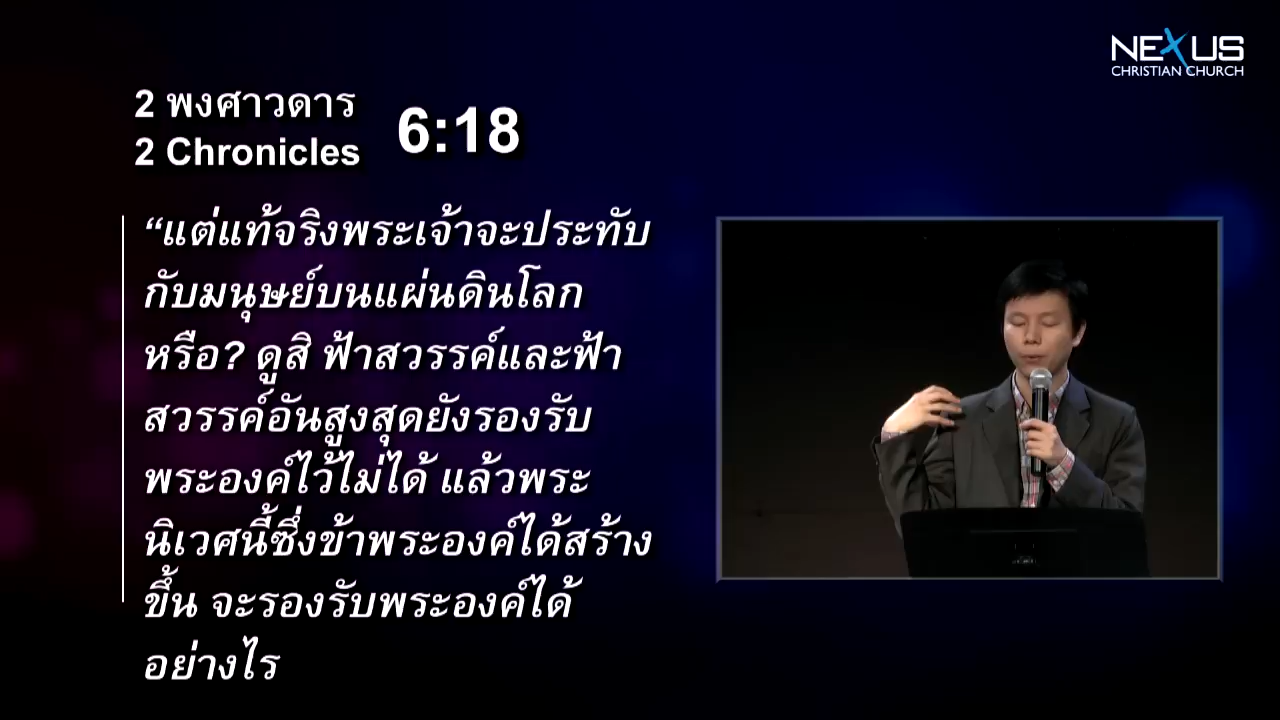 NEXUS
CHRISTIAN CHURCH
2 พงศาวดาร
2 Chronicles
6:18
“แต่แท้จริงพระเจ้าจะประทับ
กับมนุษย์บนแผ่นดินโลก
หรือ? ดูสิ ฟ้าสวรรค์และฟ้า
สวรรค์อันสูงสุดยังรองรับ
พระองค์ไว้ไม่ได้ แล้วพระ
นิเวศนี้ซึ่งข้าพระองค์ได้สร้าง
ขึ้น จะรองรับพระองค์ได้
อย่างไร